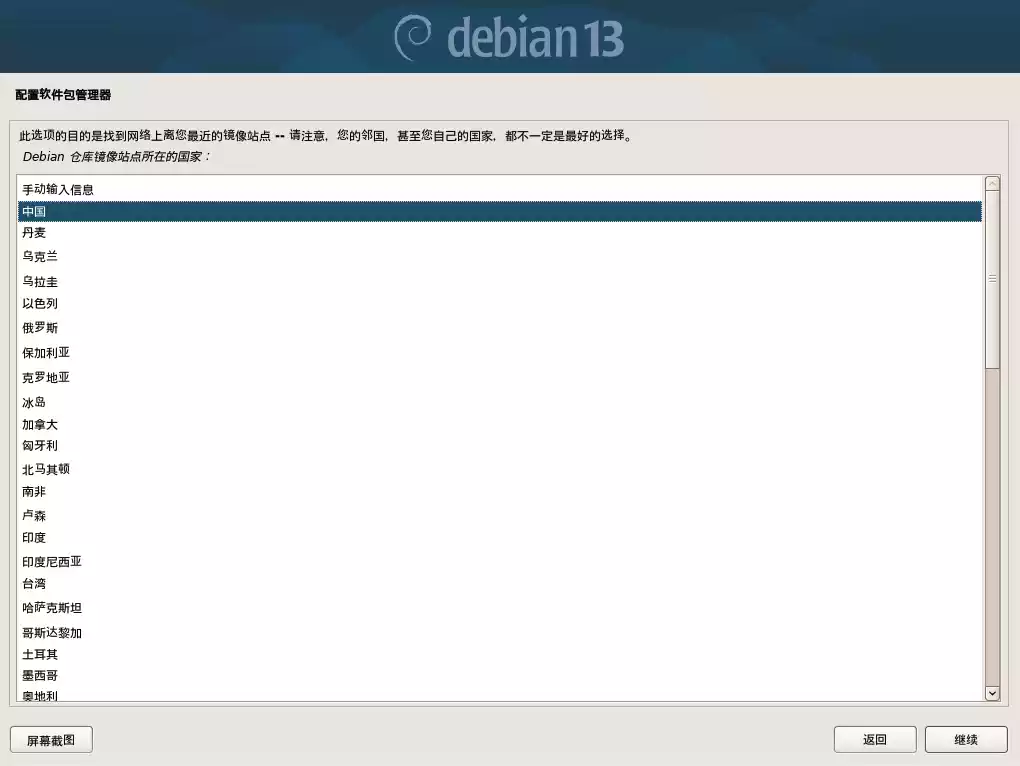 debian 13
配置软件包管理器
此选项的目的是找到网络上离您最近的镜像站点 -- 请注意，您的邻国，甚至您自己的国家，都不一定是最好的选择。
Debian 仓库镜像站点所在的国家：
手动输入信息
中国
丹麦
乌克兰
乌拉圭
以色列
俄罗斯
保加利亚
克罗地亚
冰岛
加拿大
匈牙利
北马其顿
南非
卢森
印度
印度尼西亚
台湾
哈萨克斯坦
哥斯达黎加
土耳其
墨西哥
奥地利
屏幕截图
返回
继续